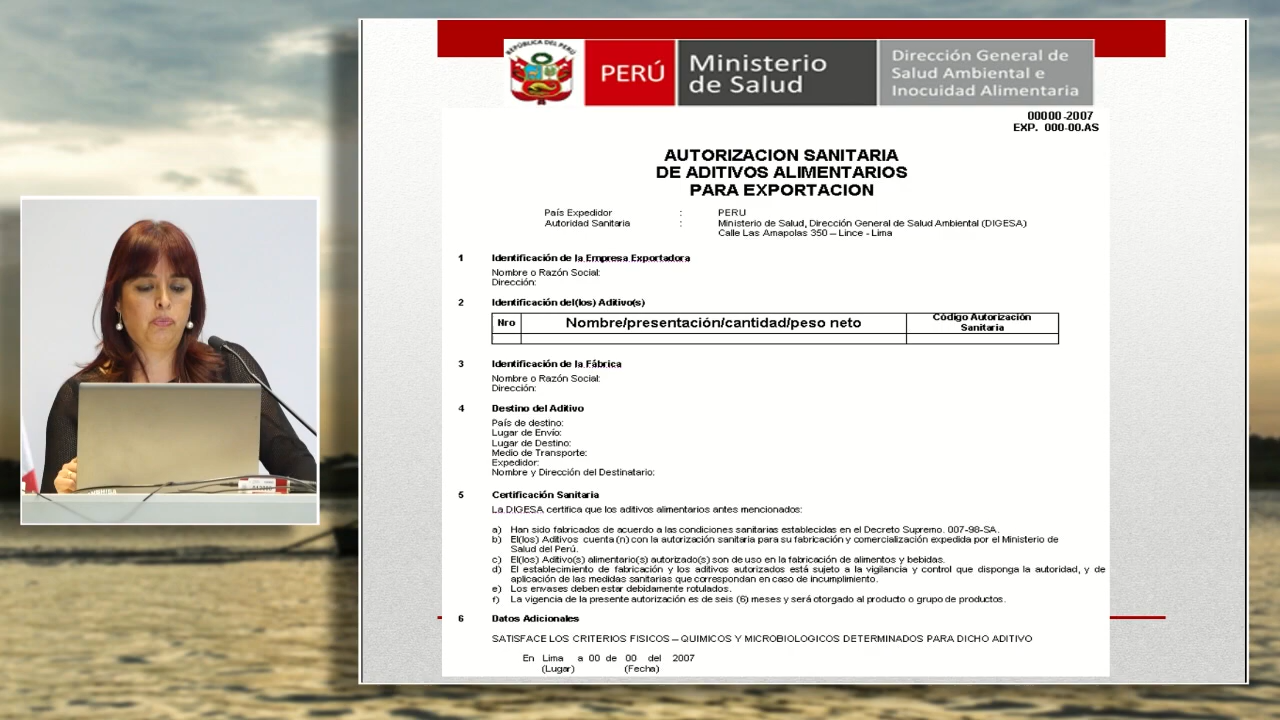 REPÚBLICA DEL PERÚ
PERÚ
Ministerio
de Salud
Dirección General de
Salud Ambiental e
Inocuidad Alimentaria
00000-2007
EXP. 000-00.AS
AUTORIZACION SANITARIA
DE ADITIVOS ALIMENTARIOS
PARA EXPORTACION
País Expedidor : PERU
Autoridad Sanitaria : Ministerio de Salud, Dirección General de Salud Ambiental (DIGESA)
Calle Las Amapolas 350 – Lince - Lima
1 Identificación de la Empresa Exportadora
Nombre o Razón Social:
Dirección:
2 Identificación del(los) Aditivo(s)
Nro Nombre/presentación/cantidad/peso neto Código Autorización
Sanitaria
3 Identificación de la Fábrica
Nombre o Razón Social:
Dirección:
4 Destino del Aditivo
País de destino:
Lugar de Envío:
Lugar de Destino:
Medio de Transporte:
Expedidor:
Nombre y Dirección del Destinatario:
5 Certificación Sanitaria
La DIGESA certifica que los aditivos alimentarios antes mencionados:
a) Han sido fabricados de acuerdo a las condiciones sanitarias establecidas en el Decreto Supremo. 007-98-SA.
b) El(los) Aditivos cuenta (n) con la autorización sanitaria para su fabricación y comercialización expedida por el Ministerio de
Salud del Perú.
c) El(los) Aditivo(s) alimentario(s) autorizado(s) son de uso en la fabricación de alimentos y bebidas.
d) El establecimiento de fabricación y los aditivos autorizados está sujeto a la vigilancia y control que disponga la autoridad, y de
aplicación de las medidas sanitarias que correspondan en caso de incumplimiento.
e) Los envases deben estar debidamente rotulados.
f) La vigencia de la presente autorización es de seis (6) meses y será otorgado al producto o grupo de productos.
6 Datos Adicionales
SATISFACE LOS CRITERIOS FISICOS – QUIMICOS Y MICROBIOLOGICOS DETERMINADOS PARA DICHO ADITIVO
En Lima a 00 de 00 del 2007
(Lugar) (Fecha)